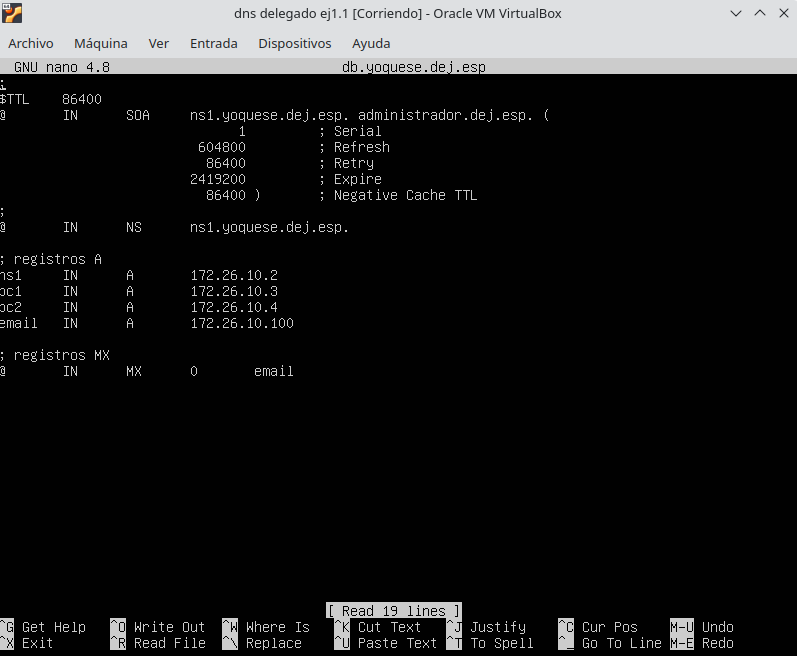 dns delegado ej1.1 [Corriendo] - Oracle VM VirtualBox
Archivo Máquina Ver Entrada Dispositivos Ayuda
GNU nano 4.8 db.yoquese.dej.esp
;
$TTL 86400
@ IN SOA ns1.yoquese.dej.esp. administrador.dej.esp. (
1 ; Serial
604800 ; Refresh
86400 ; Retry
2419200 ; Expire
86400 ) ; Negative Cache TTL
;
@ IN NS ns1.yoquese.dej.esp.
; registros A
ns1 IN A 172.26.10.2
pc1 IN A 172.26.10.3
pc2 IN A 172.26.10.4
email IN A 172.26.10.100
; registros MX
@ IN MX 0 email
[ Read 19 lines ]
^G Get Help ^O Write Out ^W Where Is ^K Cut Text ^J Justify ^C Cur Pos M-U Undo
^X Exit ^R Read File ^\ Replace ^U Paste Text ^T To Spell ^_ Go To Line M-E Redo